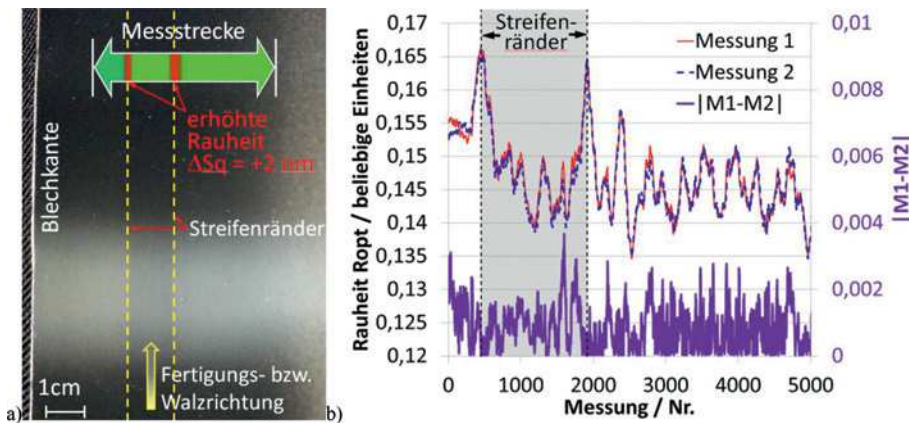 Messstrecke
erhöhte
Rauheit
ΔSq = +2 nm
Blechkante
Streifenränder
Fertigungs- bzw.
Walzrichtung
1cm
a)
b)
Rauheit Ropt / beliebige Einheiten
0,17
0,165
0,16
0,155
0,15
0,145
0,14
0,135
0,13
0,125
0,12
Streifen-
ränder
Messung 1
Messung 2
|M1-M2|
0,01
0,008
0,006
0,004
0,002
0
|M1-M2|
0 1000 2000 3000 4000 5000
Messung / Nr.